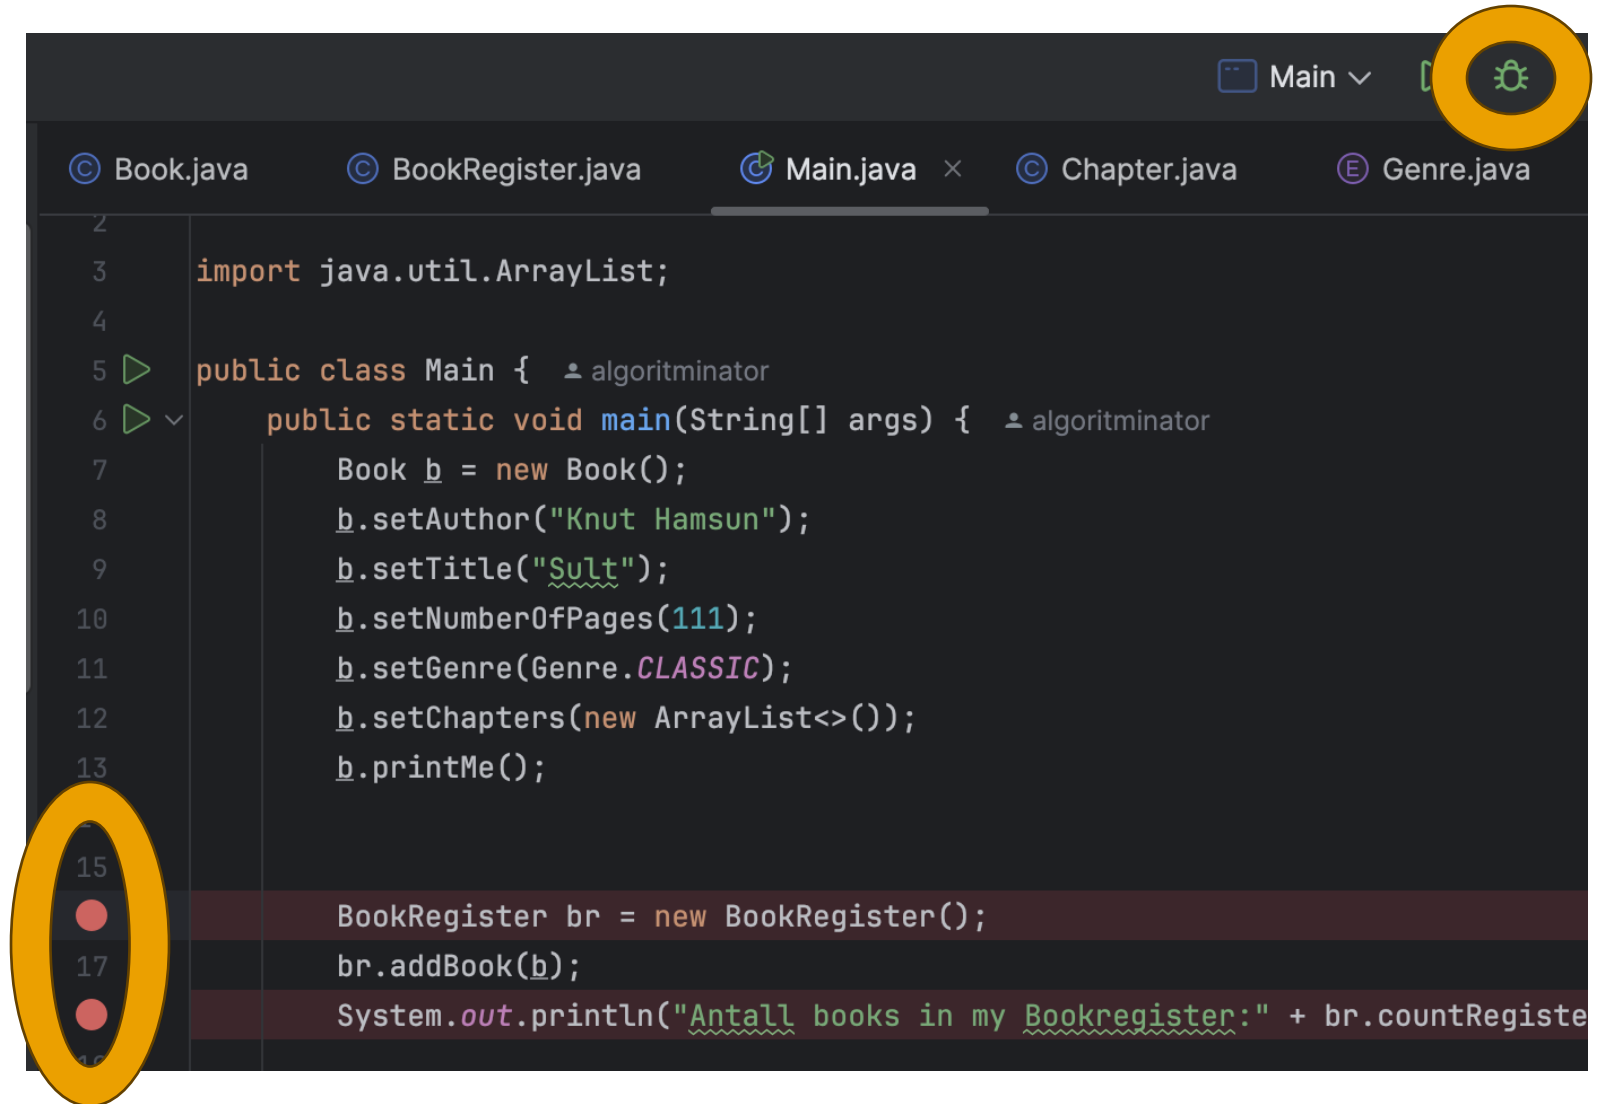 Main
Book.java BookRegister.java Main.java Chapter.java Genre.java
2
3 import java.util.ArrayList;
4
5 public class Main { algoritminator
6 public static void main(String[] args) { algoritminator
7 Book b = new Book();
8 b.setAuthor("Knut Hamsun");
9 b.setTitle("Sult");
10 b.setNumberOfPages(111);
11 b.setGenre(Genre.CLASSIC);
12 b.setChapters(new ArrayList<>());
13 b.printMe();
15
BookRegister br = new BookRegister();
17 br.addBook(b);
System.out.println("Antall books in my Bookregister:" + br.countRegiste